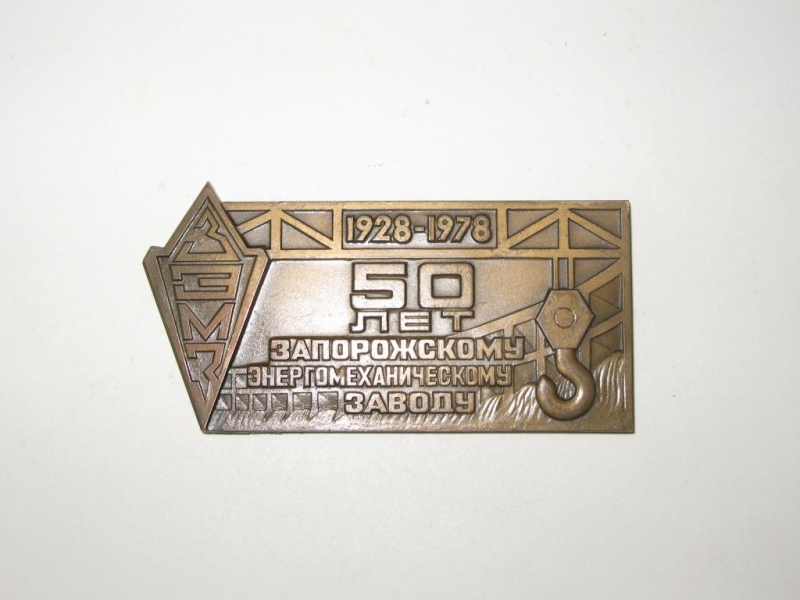 ЗЭМЗ
1928-1978
50
ЛЕТ
ЗАПОРОЖСКОМУ
ЭНЕРГОМЕХАНИЧЕСКОМУ
ЗАВОДУ